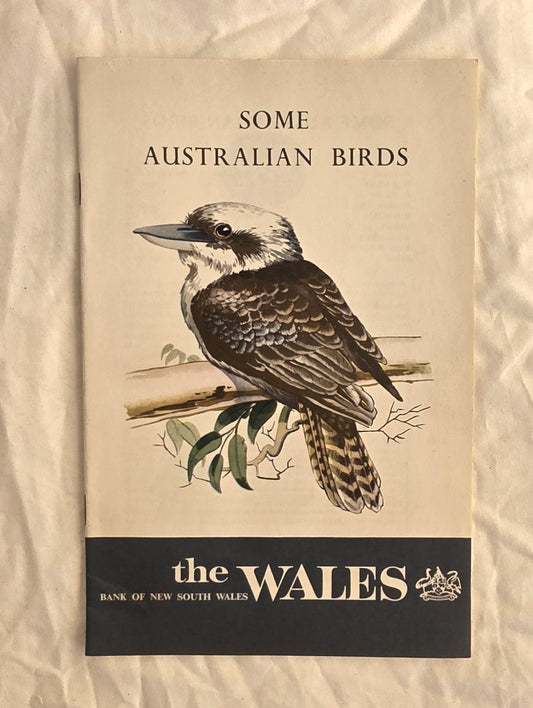 SOME
AUSTRALIAN BIRDS
the WALES
BANK OF NEW SOUTH WALES